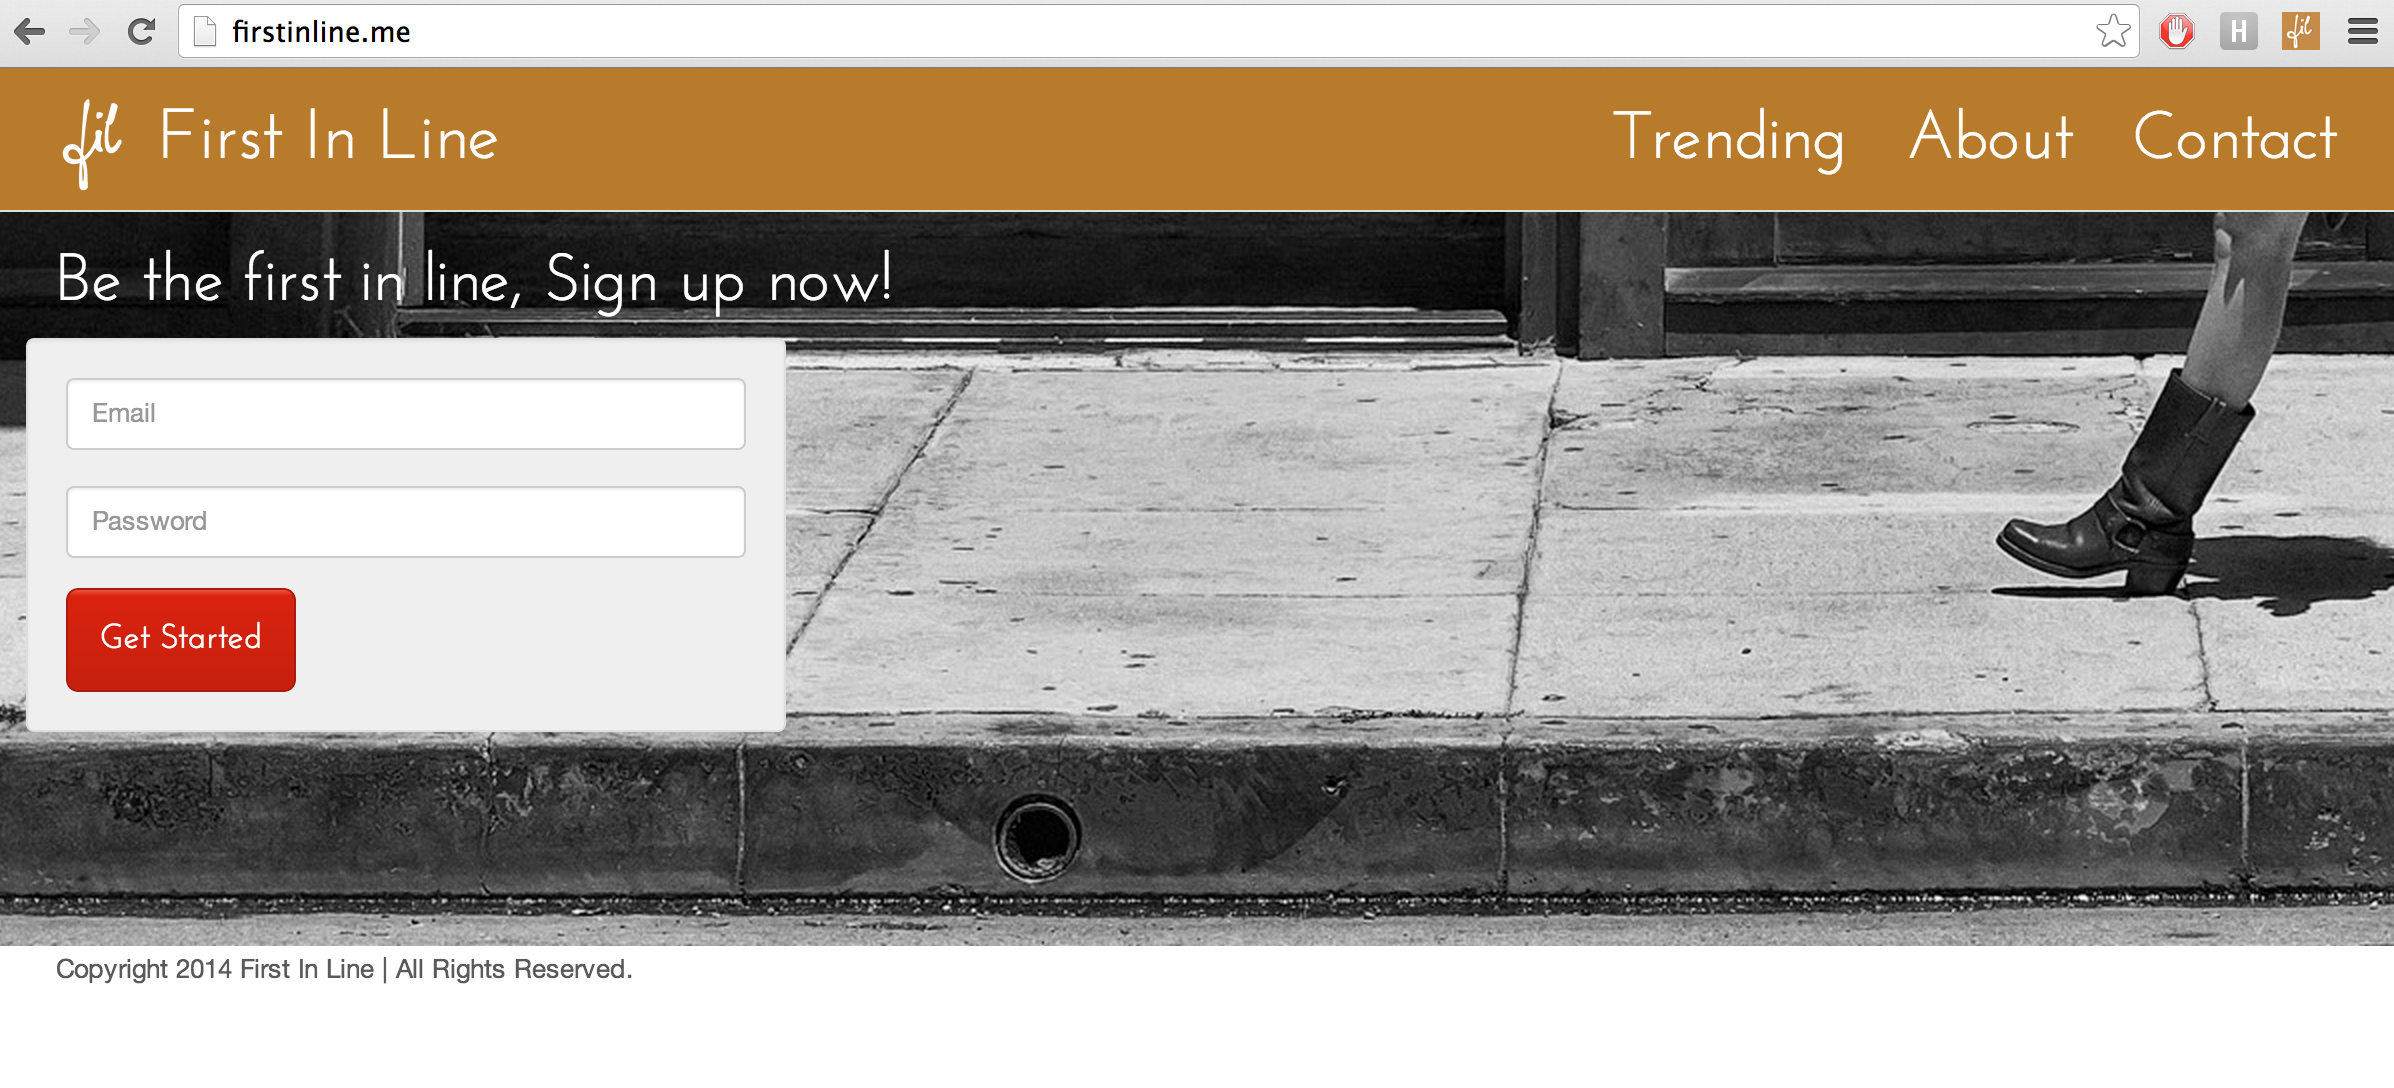 firstinline.me
H
fil
fil First In Line
Trending About Contact
Be the first in line, Sign up now!
Email
Password
Get Started
Copyright 2014 First In Line | All Rights Reserved.